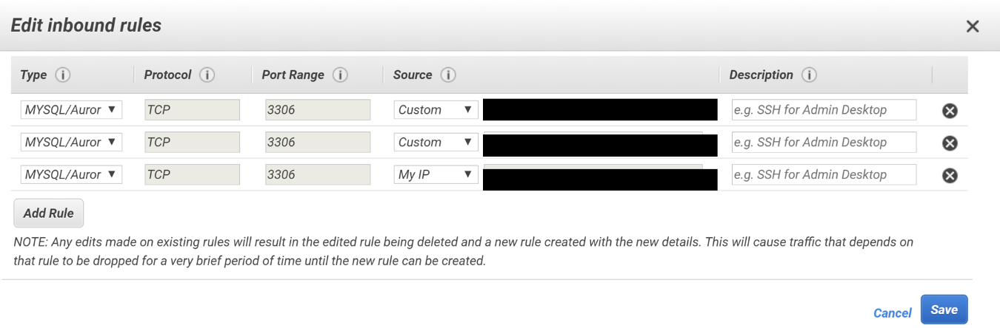 Edit inbound rules
Type Protocol Port Range Source Description
MYSQL/Auror TCP 3306 Custom e.g. SSH for Admin Desktop
MYSQL/Auror TCP 3306 Custom e.g. SSH for Admin Desktop
MYSQL/Auror TCP 3306 My IP e.g. SSH for Admin Desktop
Add Rule
NOTE: Any edits made on existing rules will result in the edited rule being deleted and a new rule created with the new details. This will cause traffic that depends on
that rule to be dropped for a very brief period of time until the new rule can be created.
Cancel Save